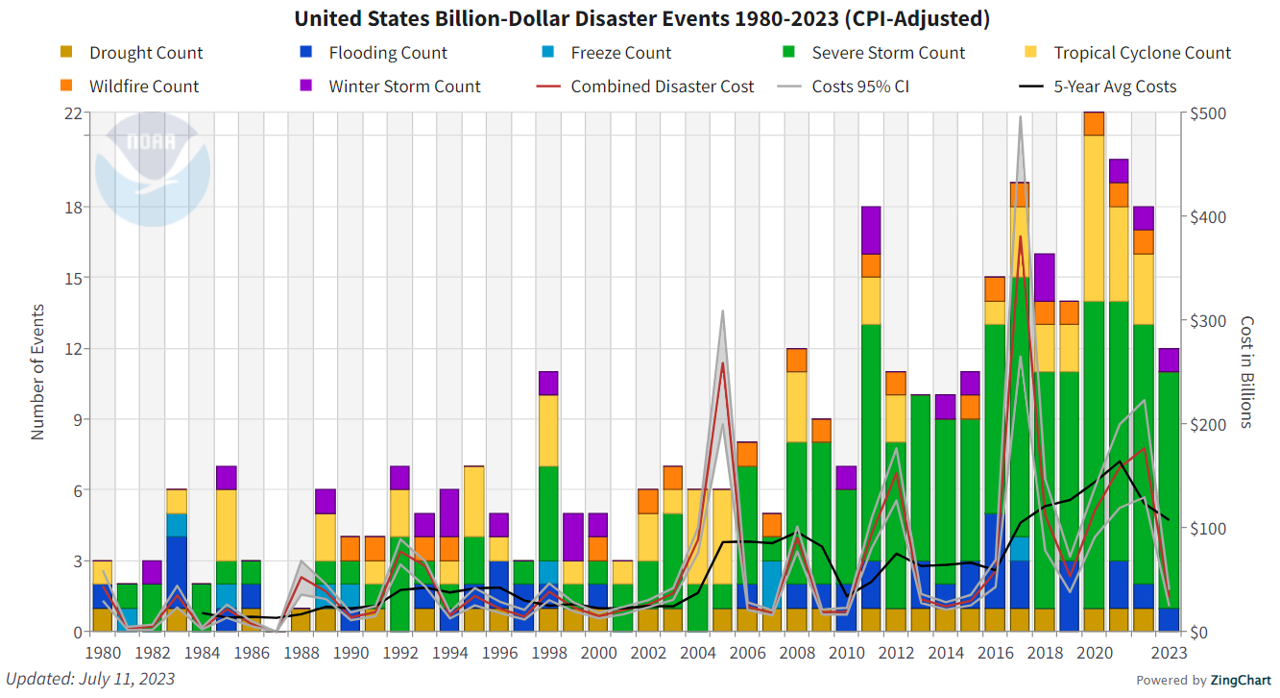 United States Billion-Dollar Disaster Events 1980-2023 (CPI-Adjusted)
Drought Count Flooding Count Freeze Count Severe Storm Count Tropical Cyclone Count
Wildfire Count Winter Storm Count Combined Disaster Cost Costs 95% CI 5-Year Avg Costs
NOAA
Number of Events
22
18
15
12
9
6
3
0
$500
$400
$300
$200
$100
$0
Cost in Billions
1980 1982 1984 1986 1988 1990 1992 1994 1996 1998 2000 2002 2004 2006 2008 2010 2012 2014 2016 2018 2020 2023
Updated: July 11, 2023
Powered by ZingChart